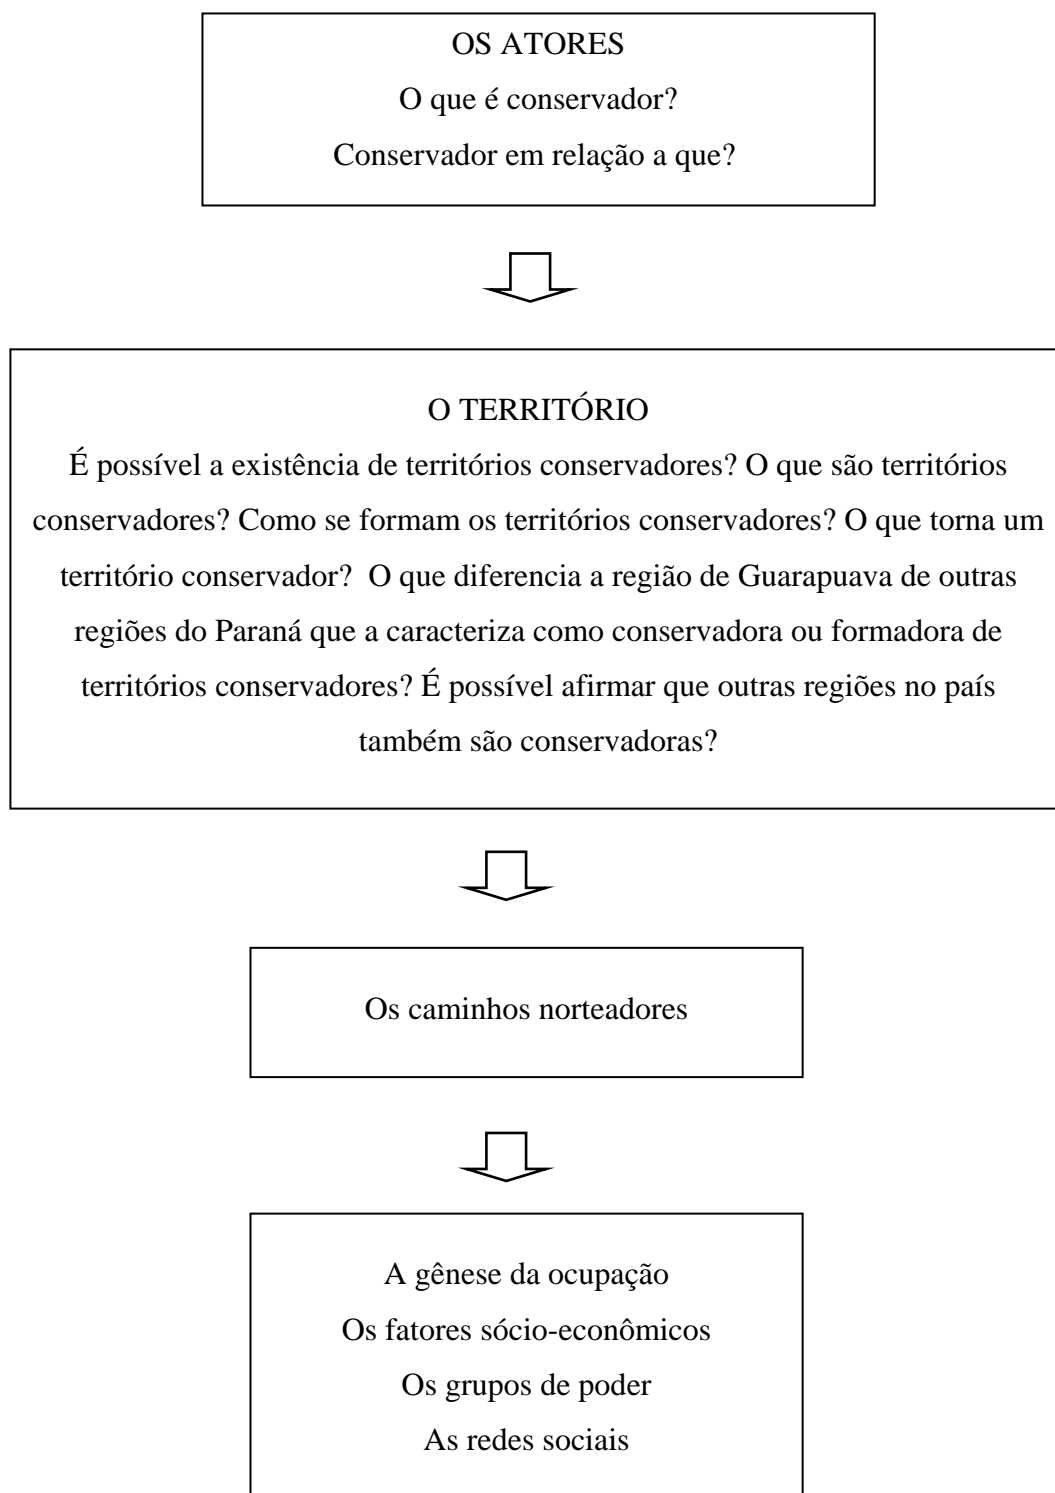 OS ATORES
O que é conservador?
Conservador em relação a que?
O TERRITÓRIO
É possível a existência de territórios conservadores? O que são territórios
conservadores? Como se formam os territórios conservadores? O que torna um
território conservador? O que diferencia a região de Guarapuava de outras
regiões do Paraná que a caracteriza como conservadora ou formadora de
territórios conservadores? É possível afirmar que outras regiões no país
também são conservadoras?
Os caminhos norteadores
A gênese da ocupação
Os fatores sócio-econômicos
Os grupos de poder
As redes sociais